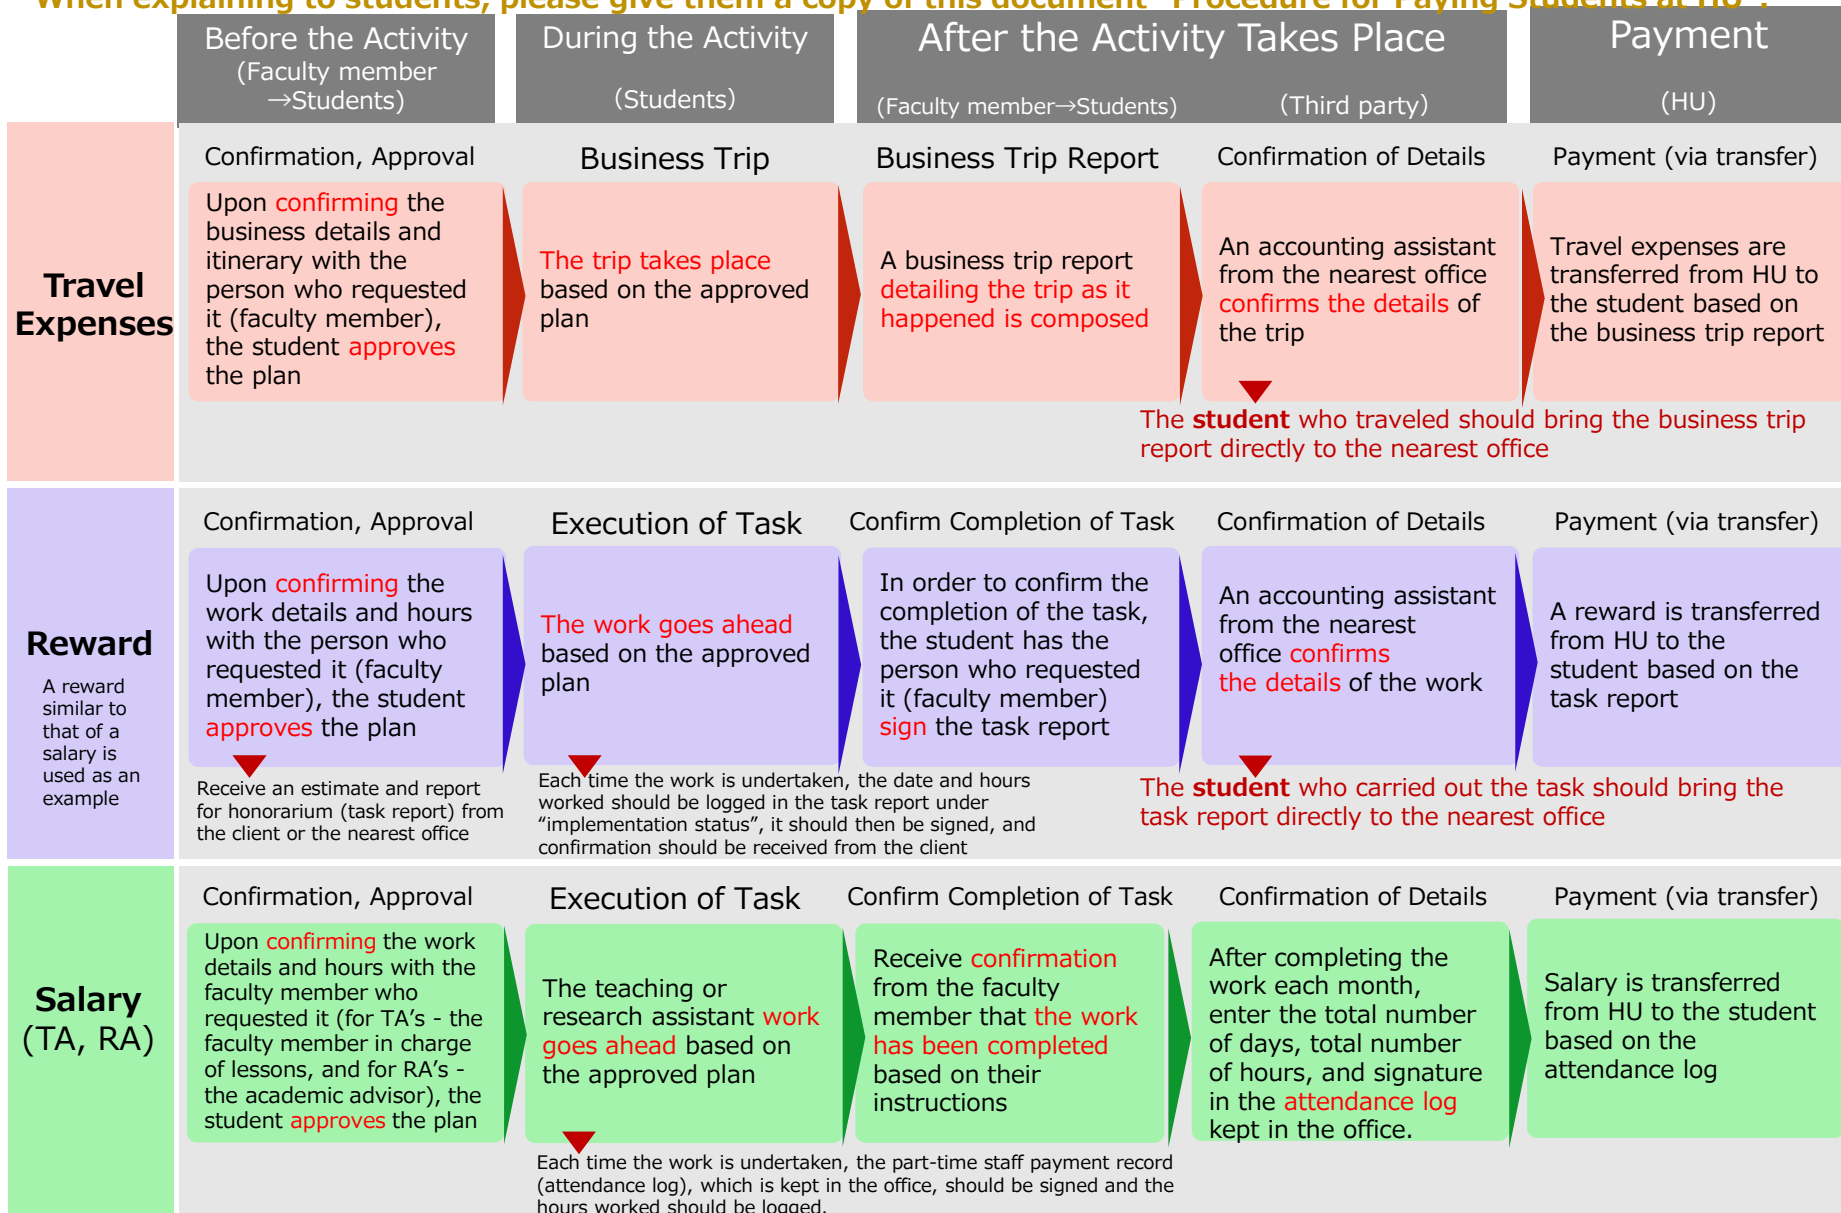 When explaining to students, please give them a copy of this document "Procedure for Paying Students at HU".
Before the Activity
(Faculty member
→Students)
During the Activity
(Students)
After the Activity Takes Place
(Faculty member→Students)
(Third party)
Payment
(HU)
Travel
Expenses
Confirmation, Approval
Upon confirming the
business details and
itinerary with the
person who requested
it (faculty member),
the student approves
the plan
Business Trip
The trip takes place
based on the approved
plan
Business Trip Report
A business trip report
detailing the trip as it
happened is composed
Confirmation of Details
An accounting assistant
from the nearest office
confirms the details of
the trip
Payment (via transfer)
Travel expenses are
transferred from HU to
the student based on
the business trip report
The student who traveled should bring the business trip
report directly to the nearest office
Reward
A reward
similar to
that of a
salary is
used as an
example
Confirmation, Approval
Upon confirming the
work details and hours
with the person who
requested it (faculty
member), the student
approves the plan
Receive an estimate and report
for honorarium (task report) from
the client or the nearest office
Execution of Task
The work goes ahead
based on the approved
plan
Each time the work is undertaken, the date and hours
worked should be logged in the task report under
“implementation status”, it should then be signed, and
confirmation should be received from the client
Confirm Completion of Task
In order to confirm the
completion of the task,
the student has the
person who requested
it (faculty member)
sign the task report
Confirmation of Details
An accounting assistant
from the nearest
office confirms
the details of the work
Payment (via transfer)
A reward is transferred
from HU to the
student based on the
task report
The student who carried out the task should bring the
task report directly to the nearest office
Salary
(TA, RA)
Confirmation, Approval
Upon confirming the work
details and hours with the
faculty member who
requested it (for TA’s - the
faculty member in charge
of lessons, and for RA’s -
the academic advisor), the
student approves the plan
Execution of Task
The teaching or
research assistant work
goes ahead based on
the approved plan
Each time the work is undertaken, the part-time staff payment record
(attendance log), which is kept in the office, should be signed and the
hours worked should be logged.
Confirm Completion of Task
Receive confirmation
from the faculty
member that the work
has been completed
based on their
instructions
Confirmation of Details
After completing the
work each month,
enter the total number
of days, total number
of hours, and signature
in the attendance log
kept in the office.
Payment (via transfer)
Salary is transferred
from HU to the student
based on the
attendance log